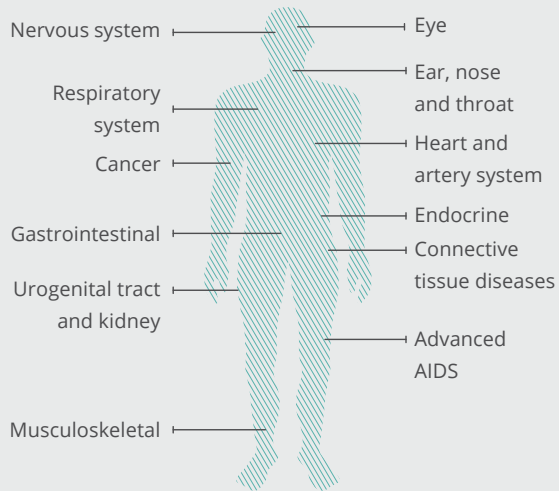 Nervous system
Respiratory
system
Cancer
Gastrointestinal
Urogenital tract
and kidney
Musculoskeletal
Eye
Ear, nose
and throat
Heart and
artery system
Endocrine
Connective
tissue diseases
Advanced
AIDS